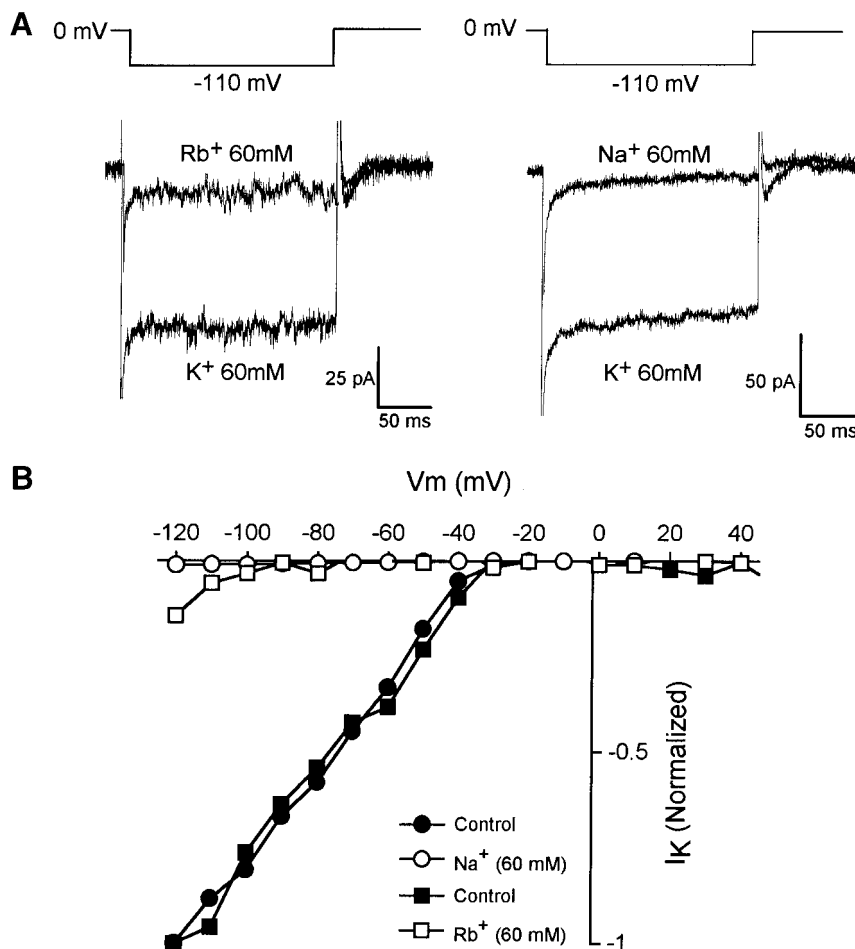 A
0 mV
-110 mV
0 mV
-110 mV
Rb+ 60mM
K+ 60mM
25 pA
50 ms
Na+ 60mM
K+ 60mM
50 pA
50 ms
B
Vm (mV)
-120 -100 -80 -60 -40 -20 0 20 40
-0.5
-1
IK (Normalized)
Control
Na+ (60 mM)
Control
Rb+ (60 mM)